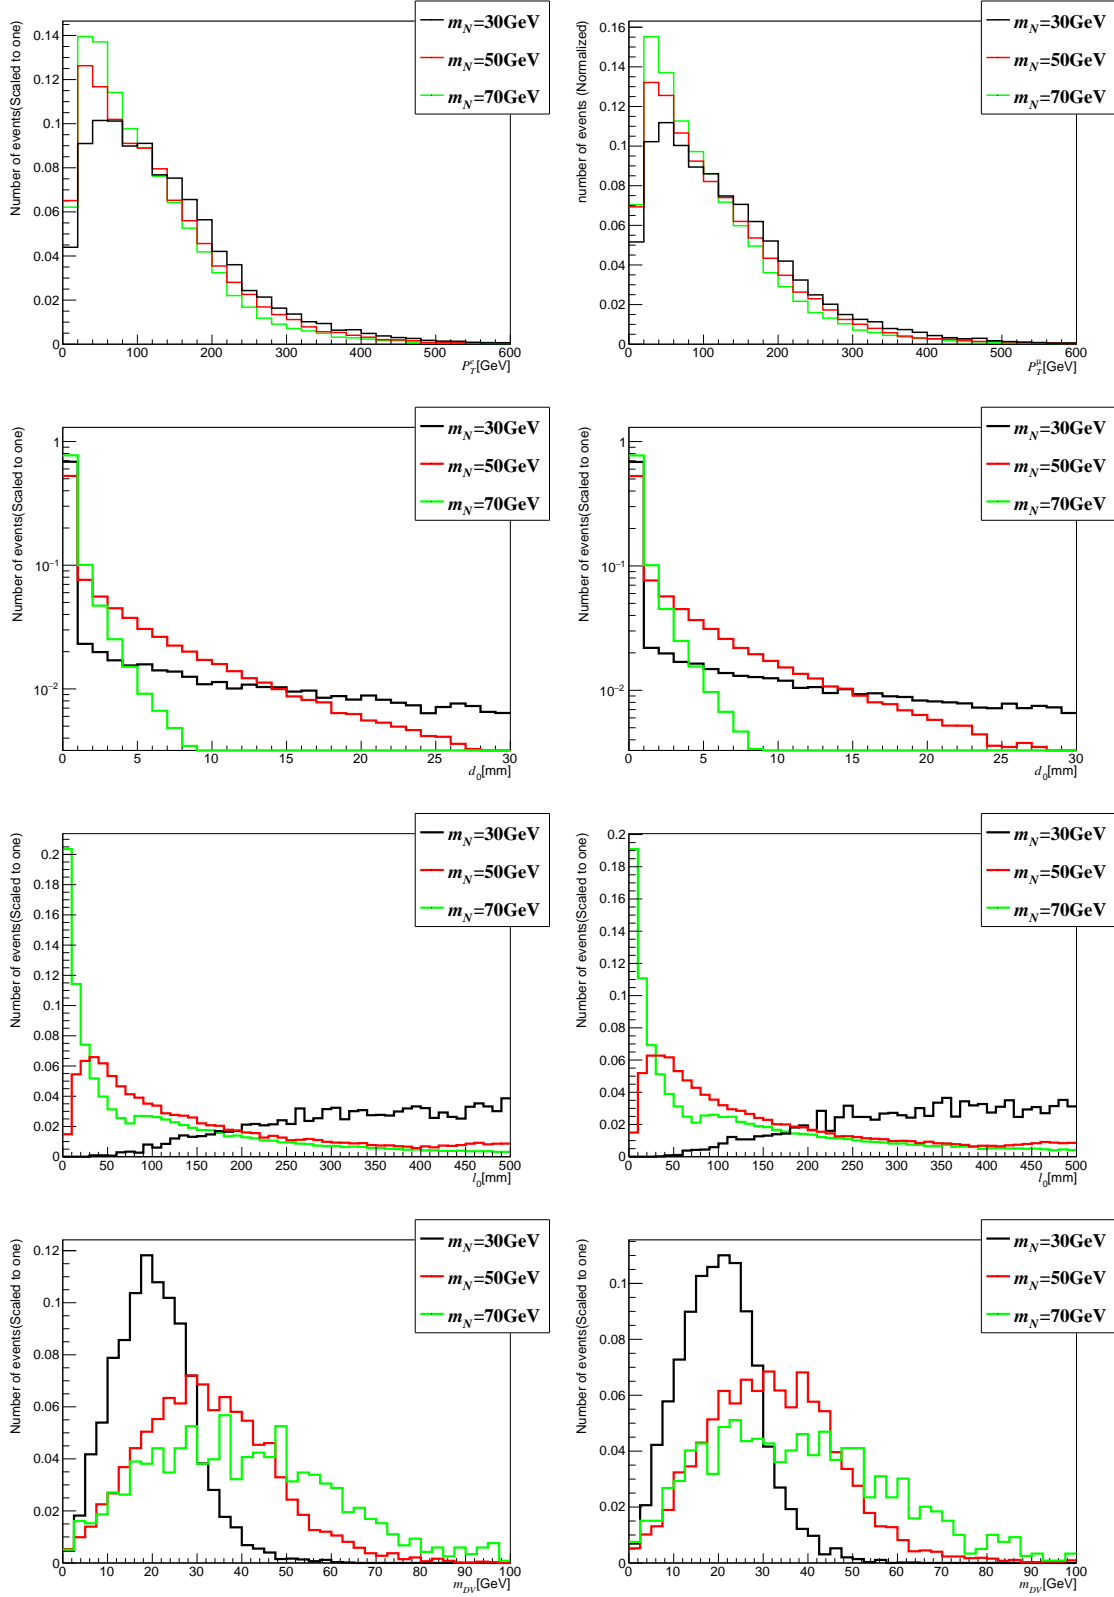 Number of events(Scaled to one)
m_N=30GeV
m_N=50GeV
m_N=70GeV
0.14
0.12
0.1
0.08
0.06
0.04
0.02
0
0 100 200 300 400 500 600
P_T^e[GeV]
number of events (Normalized)
m_N=30GeV
m_N=50GeV
m_N=70GeV
0.16
0.14
0.12
0.1
0.08
0.06
0.04
0.02
0
0 100 200 300 400 500 600
P_T^μ[GeV]
Number of events(Scaled to one)
m_N=30GeV
m_N=50GeV
m_N=70GeV
1
10^−1
10^−2
0 5 10 15 20 25 30
d_0[mm]
Number of events(Scaled to one)
m_N=30GeV
m_N=50GeV
m_N=70GeV
1
10^−1
10^−2
0 5 10 15 20 25 30
d_0[mm]
Number of events(Scaled to one)
m_N=30GeV
m_N=50GeV
m_N=70GeV
0.2
0.18
0.16
0.14
0.12
0.1
0.08
0.06
0.04
0.02
0
0 50 100 150 200 250 300 350 400 450 500
l_0[mm]
Number of events(Scaled to one)
m_N=30GeV
m_N=50GeV
m_N=70GeV
0.2
0.18
0.16
0.14
0.12
0.1
0.08
0.06
0.04
0.02
0
0 50 100 150 200 250 300 350 400 450 500
l_0[mm]
Number of events(Scaled to one)
m_N=30GeV
m_N=50GeV
m_N=70GeV
0.12
0.1
0.08
0.06
0.04
0.02
0
0 10 20 30 40 50 60 70 80 90 100
m_DV[GeV]
Number of events(Scaled to one)
m_N=30GeV
m_N=50GeV
m_N=70GeV
0.1
0.08
0.06
0.04
0.02
0
0 10 20 30 40 50 60 70 80 90 100
m_DV[GeV]